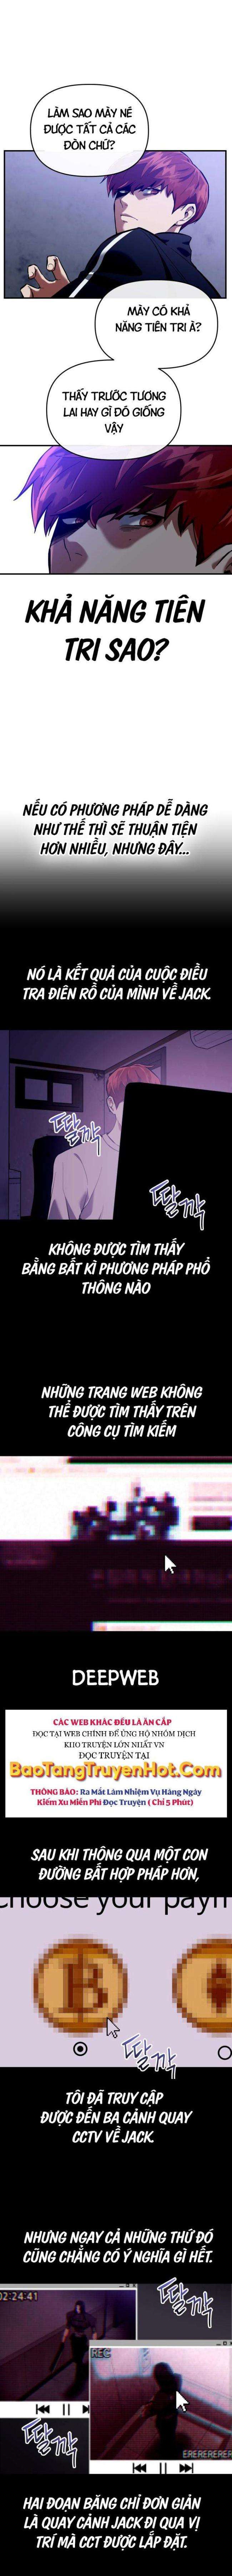 LÀM SAO MÀY NÉ
ĐƯỢC TẤT CẢ CÁC
ĐÒN CHỨ?
MÀY CÓ KHẢ
NĂNG TIÊN TRI À?
THẤY TRƯỚC TƯƠNG
LAI HAY GÌ ĐÓ GIỐNG
VẬY
KHẢ NĂNG TIÊN
TRI SAO?
NẾU CÓ PHƯƠNG PHÁP DỄ DÀNG
NHƯ THẾ THÌ SẼ THUẬN TIỆN
HƠN NHIỀU, NHƯNG ĐÂY...
NÓ LÀ KẾT QUẢ CỦA CUỘC ĐIỀU
TRA ĐIÊN RỒ CỦA MÌNH VỀ JACK.
딸깍
딸깍
KHÔNG ĐƯỢC TÌM THẤY
BẰNG BẤT KÌ PHƯƠNG PHÁP PHỔ
THÔNG NÀO
NHỮNG TRANG WEB KHÔNG
THỂ ĐƯỢC TÌM THẤY TRÊN
CÔNG CỤ TÌM KIẾM
DEEPWEB
CÁC WEB KHÁC ĐỀU LÀ ĂN CẮP
ĐỌC TẠI WEB CHÍNH ĐỂ ỦNG HỘ NHÓM DỊCH
KHO TRUYỆN LỚN NHẤT VN
ĐỌC TRUYỆN TẠI
BaoTangTruyenNet.Com
THÔNG BÁO: Ra Mắt Làm Nhiệm Vụ Hàng Ngày
Kiếm Xu Miễn Phí Đọc Truyện ( Chỉ 5 Phút)
SAU KHI THÔNG QUA MỘT CON
ĐƯỜNG BẤT HỢP PHÁP HƠN,
choose your paym
B
딸깍
TÔI ĐÃ TRUY CẬP
ĐƯỢC ĐẾN BA CẢNH QUAY
CCTV VỀ JACK.
NHƯNG NGAY CẢ NHỮNG THỨ ĐÓ
CŨNG CHẲNG CÓ Ý NGHĨA GÌ HẾT.
02:24:41
딸깍
REC
딸깍
ERERERERER
HAI ĐOẠN BĂNG CHỈ ĐƠN GIẢN
LÀ QUAY CẢNH JACK ĐI QUA VỊ
TRÍ MÀ CCT ĐƯỢC LẮP ĐẶT.